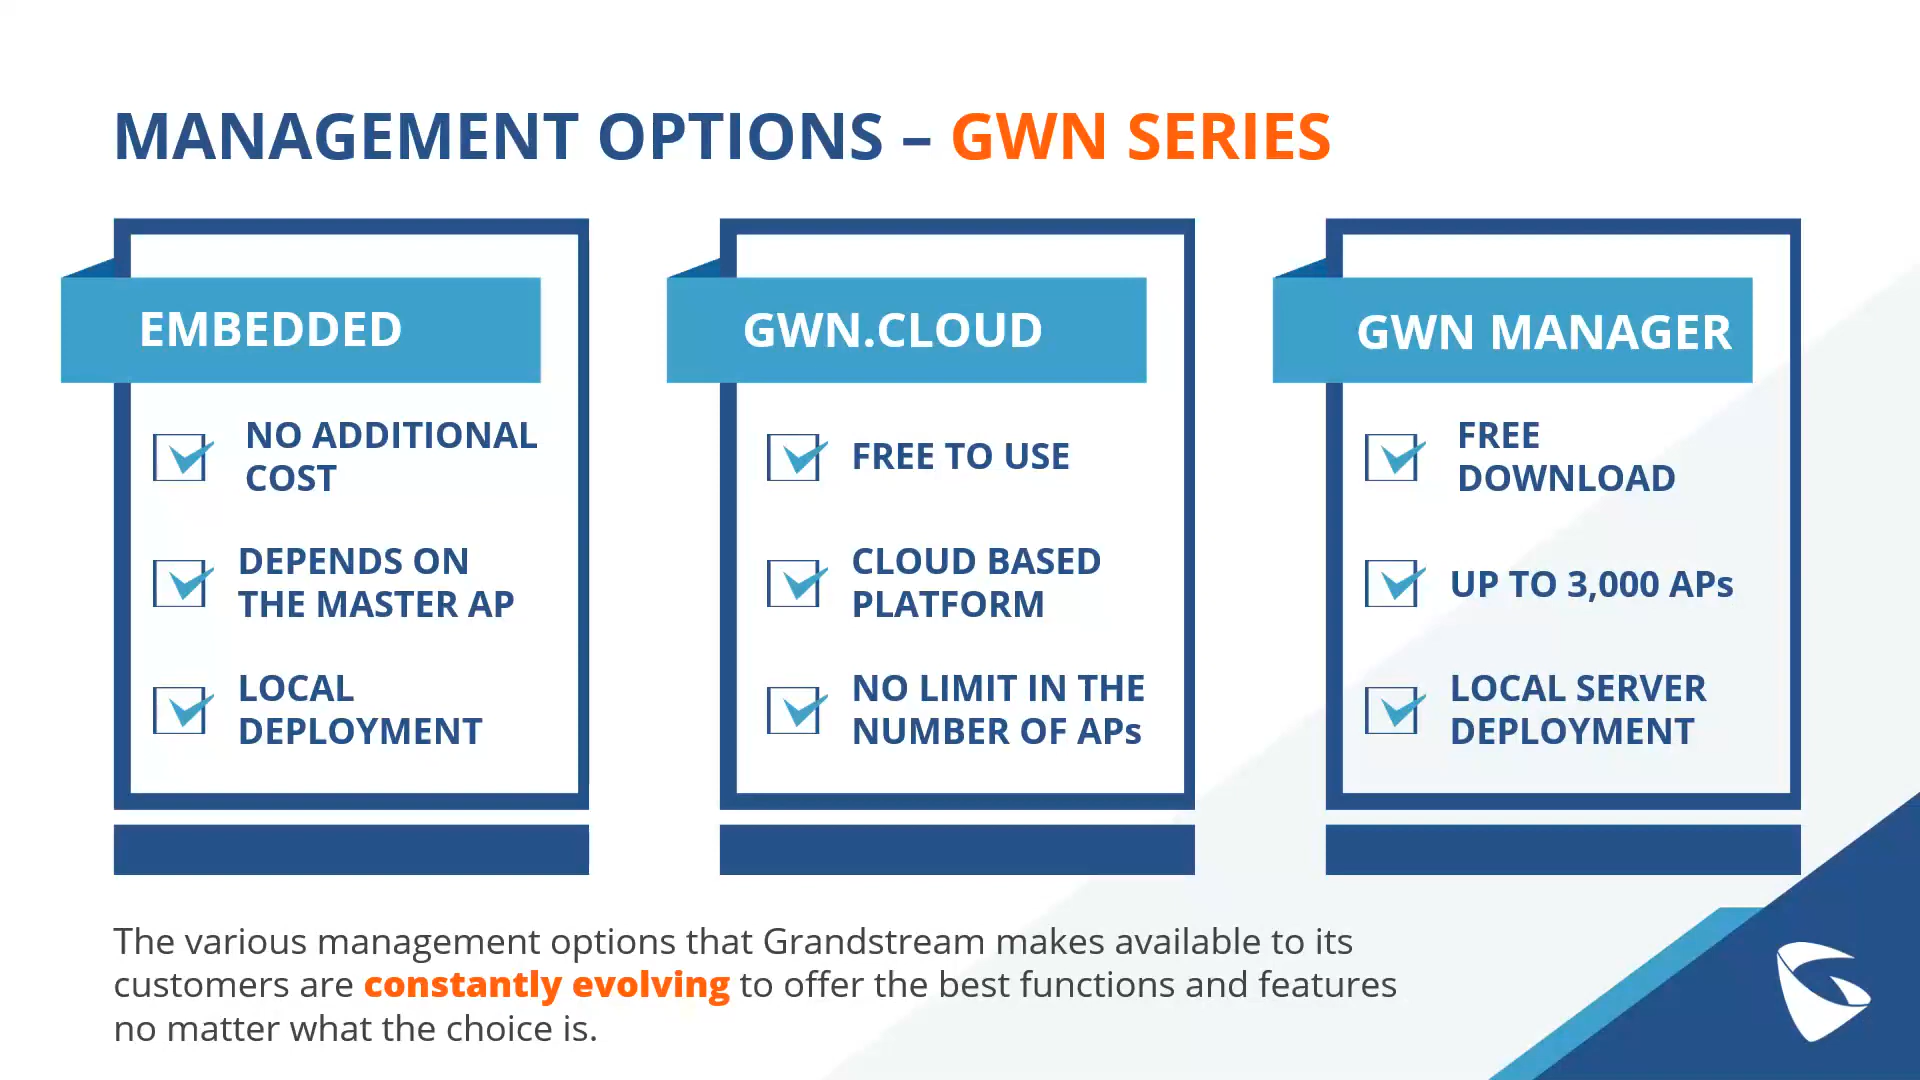 MANAGEMENT OPTIONS – GWN SERIES
EMBEDDED
NO ADDITIONAL
COST
DEPENDS ON
THE MASTER AP
LOCAL
DEPLOYMENT
GWN.CLOUD
FREE TO USE
CLOUD BASED
PLATFORM
NO LIMIT IN THE
NUMBER OF APs
GWN MANAGER
FREE
DOWNLOAD
UP TO 3,000 APs
LOCAL SERVER
DEPLOYMENT
The various management options that Grandstream makes available to its
customers are constantly evolving to offer the best functions and features
no matter what the choice is.